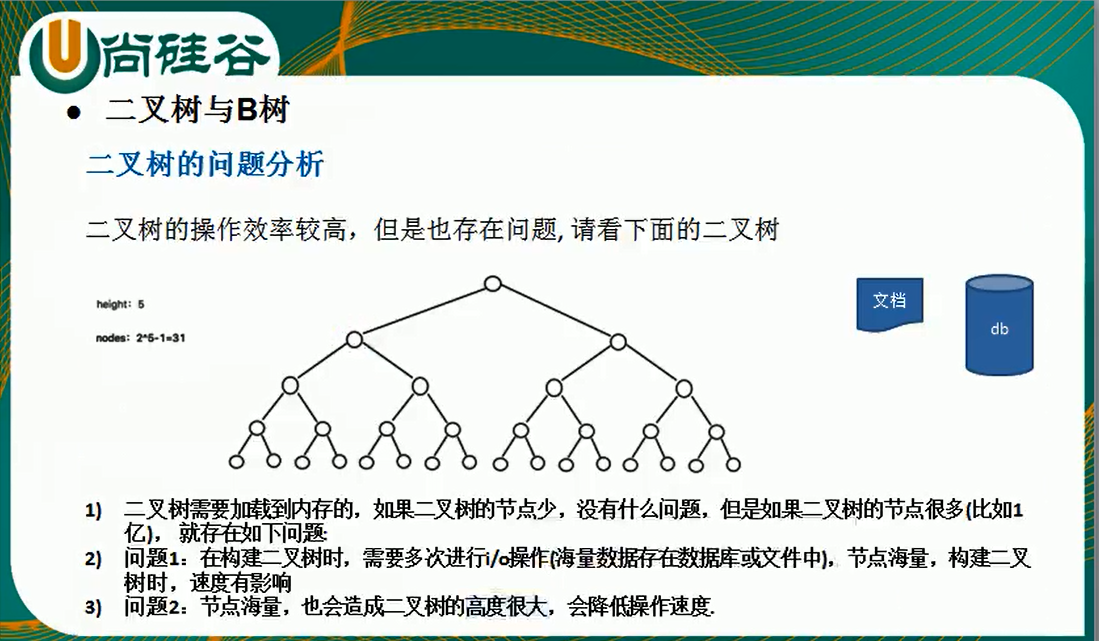 尚硅谷
● 二叉树与B树
二叉树的问题分析
二叉树的操作效率较高，但是也存在问题, 请看下面的二叉树
height：5
nodes：2^5-1=31
文档
db
1) 二叉树需要加载到内存的，如果二叉树的节点少，没有什么问题，但是如果二叉树的节点很多(比如1
亿)， 就存在如下问题:
2) 问题1：在构建二叉树时，需要多次进行i/o操作(海量数据存在数据库或文件中)，节点海量，构建二叉
树时，速度有影响
3) 问题2：节点海量，也会造成二叉树的高度很大，会降低操作速度.